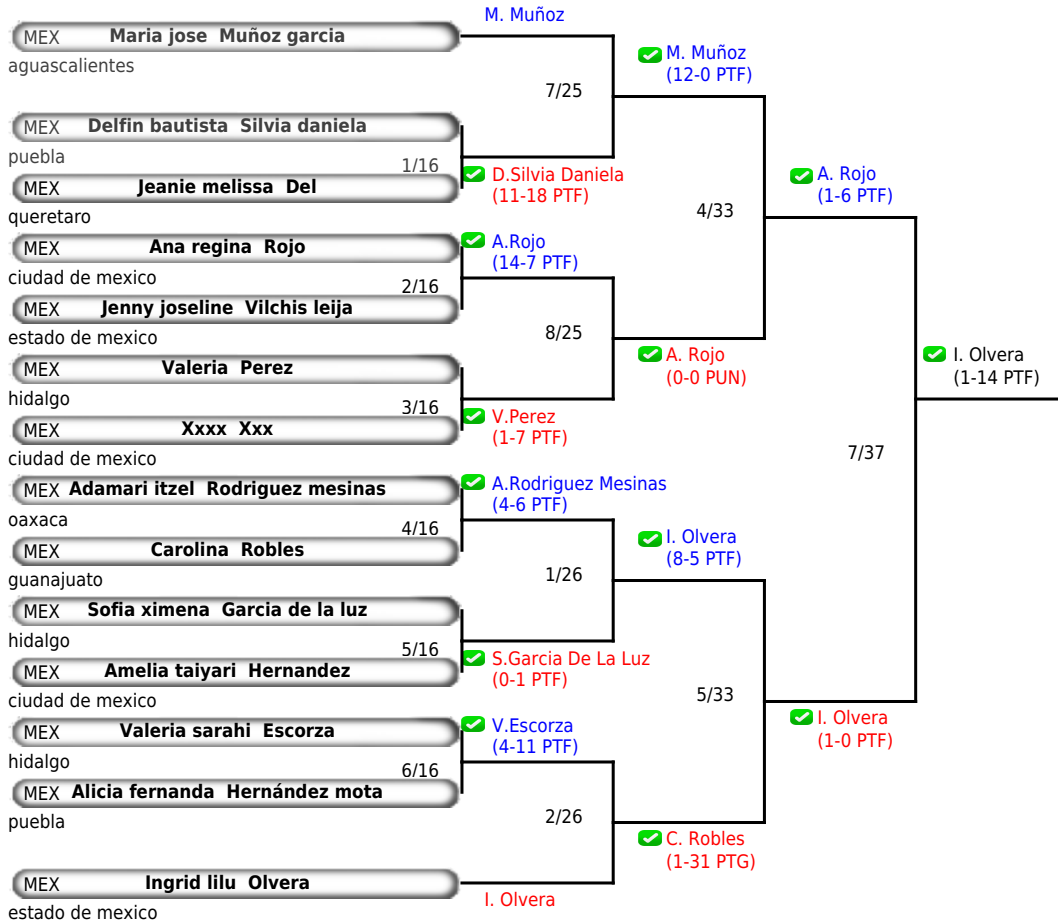 M. Muñoz
MEX Maria jose Muñoz garcia
aguascalientes
7/25
M. Muñoz
(12-0 PTF)
MEX Delfin bautista Silvia daniela
puebla
1/16
D.Silvia Daniela
(11-18 PTF)
MEX Jeanie melissa Del
queretaro
4/33
A. Rojo
(1-6 PTF)
MEX Ana regina Rojo
ciudad de mexico
2/16
A.Rojo
(14-7 PTF)
MEX Jenny joseline Vilchis leija
estado de mexico
8/25
A. Rojo
(0-0 PUN)
I. Olvera
(1-14 PTF)
MEX Valeria Perez
hidalgo
3/16
V.Perez
(1-7 PTF)
MEX Xxxx Xxx
ciudad de mexico
7/37
MEX Adamari itzel Rodriguez mesinas
oaxaca
4/16
A.Rodriguez Mesinas
(4-6 PTF)
MEX Carolina Robles
guanajuato
1/26
I. Olvera
(8-5 PTF)
MEX Sofia ximena Garcia de la luz
hidalgo
5/16
S.Garcia De La Luz
(0-1 PTF)
MEX Amelia taiyari Hernandez
ciudad de mexico
5/33
I. Olvera
(1-0 PTF)
MEX Valeria sarahi Escorza
hidalgo
6/16
V.Escorza
(4-11 PTF)
MEX Alicia fernanda Hernández mota
puebla
2/26
C. Robles
(1-31 PTG)
MEX Ingrid lilu Olvera
estado de mexico
I. Olvera